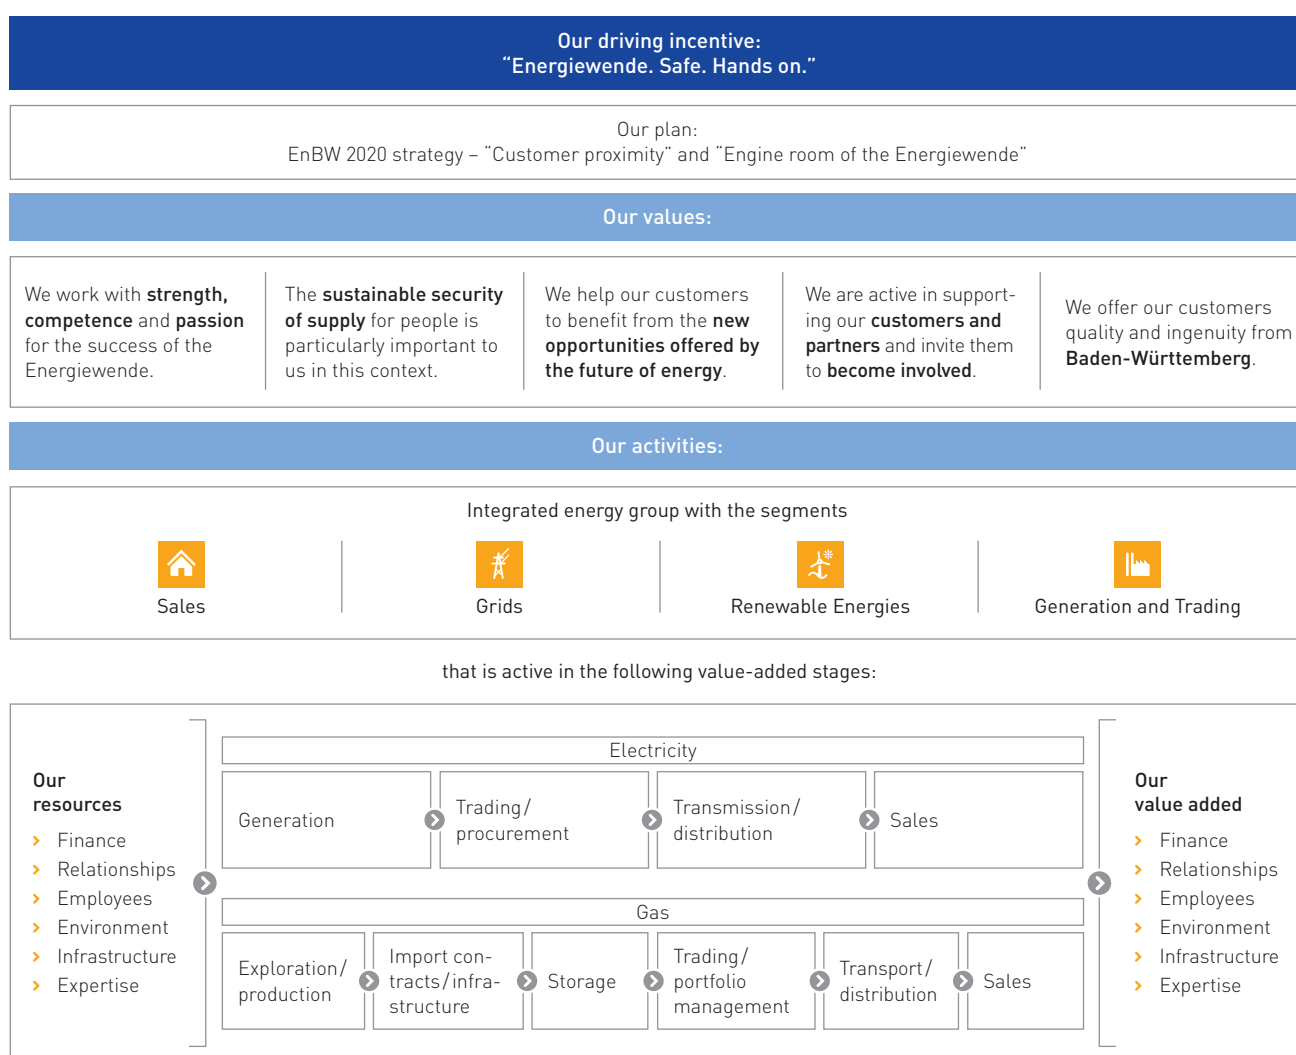 Our driving incentive:
“Energiewende. Safe. Hands on.”
Our plan:
EnBW 2020 strategy – “Customer proximity” and “Engine room of the Energiewende”
Our values:
We work with strength,
competence and passion
for the success of the
Energiewende.
The sustainable security
of supply for people is
particularly important to
us in this context.
We help our customers
to benefit from the new
opportunities offered by
the future of energy.
We are active in support-
ing our customers and
partners and invite them
to become involved.
We offer our customers
quality and ingenuity from
Baden-Württemberg.
Our activities:
Integrated energy group with the segments
Sales
Grids
Renewable Energies
Generation and Trading
that is active in the following value-added stages:
Our
resources
Finance
Relationships
Employees
Environment
Infrastructure
Expertise
Electricity
Generation
Trading/
procurement
Transmission/
distribution
Sales
Gas
Exploration/
production
Import con-
tracts/infra-
structure
Storage
Trading/
portfolio
management
Transport/
distribution
Sales
Our
value added
Finance
Relationships
Employees
Environment
Infrastructure
Expertise